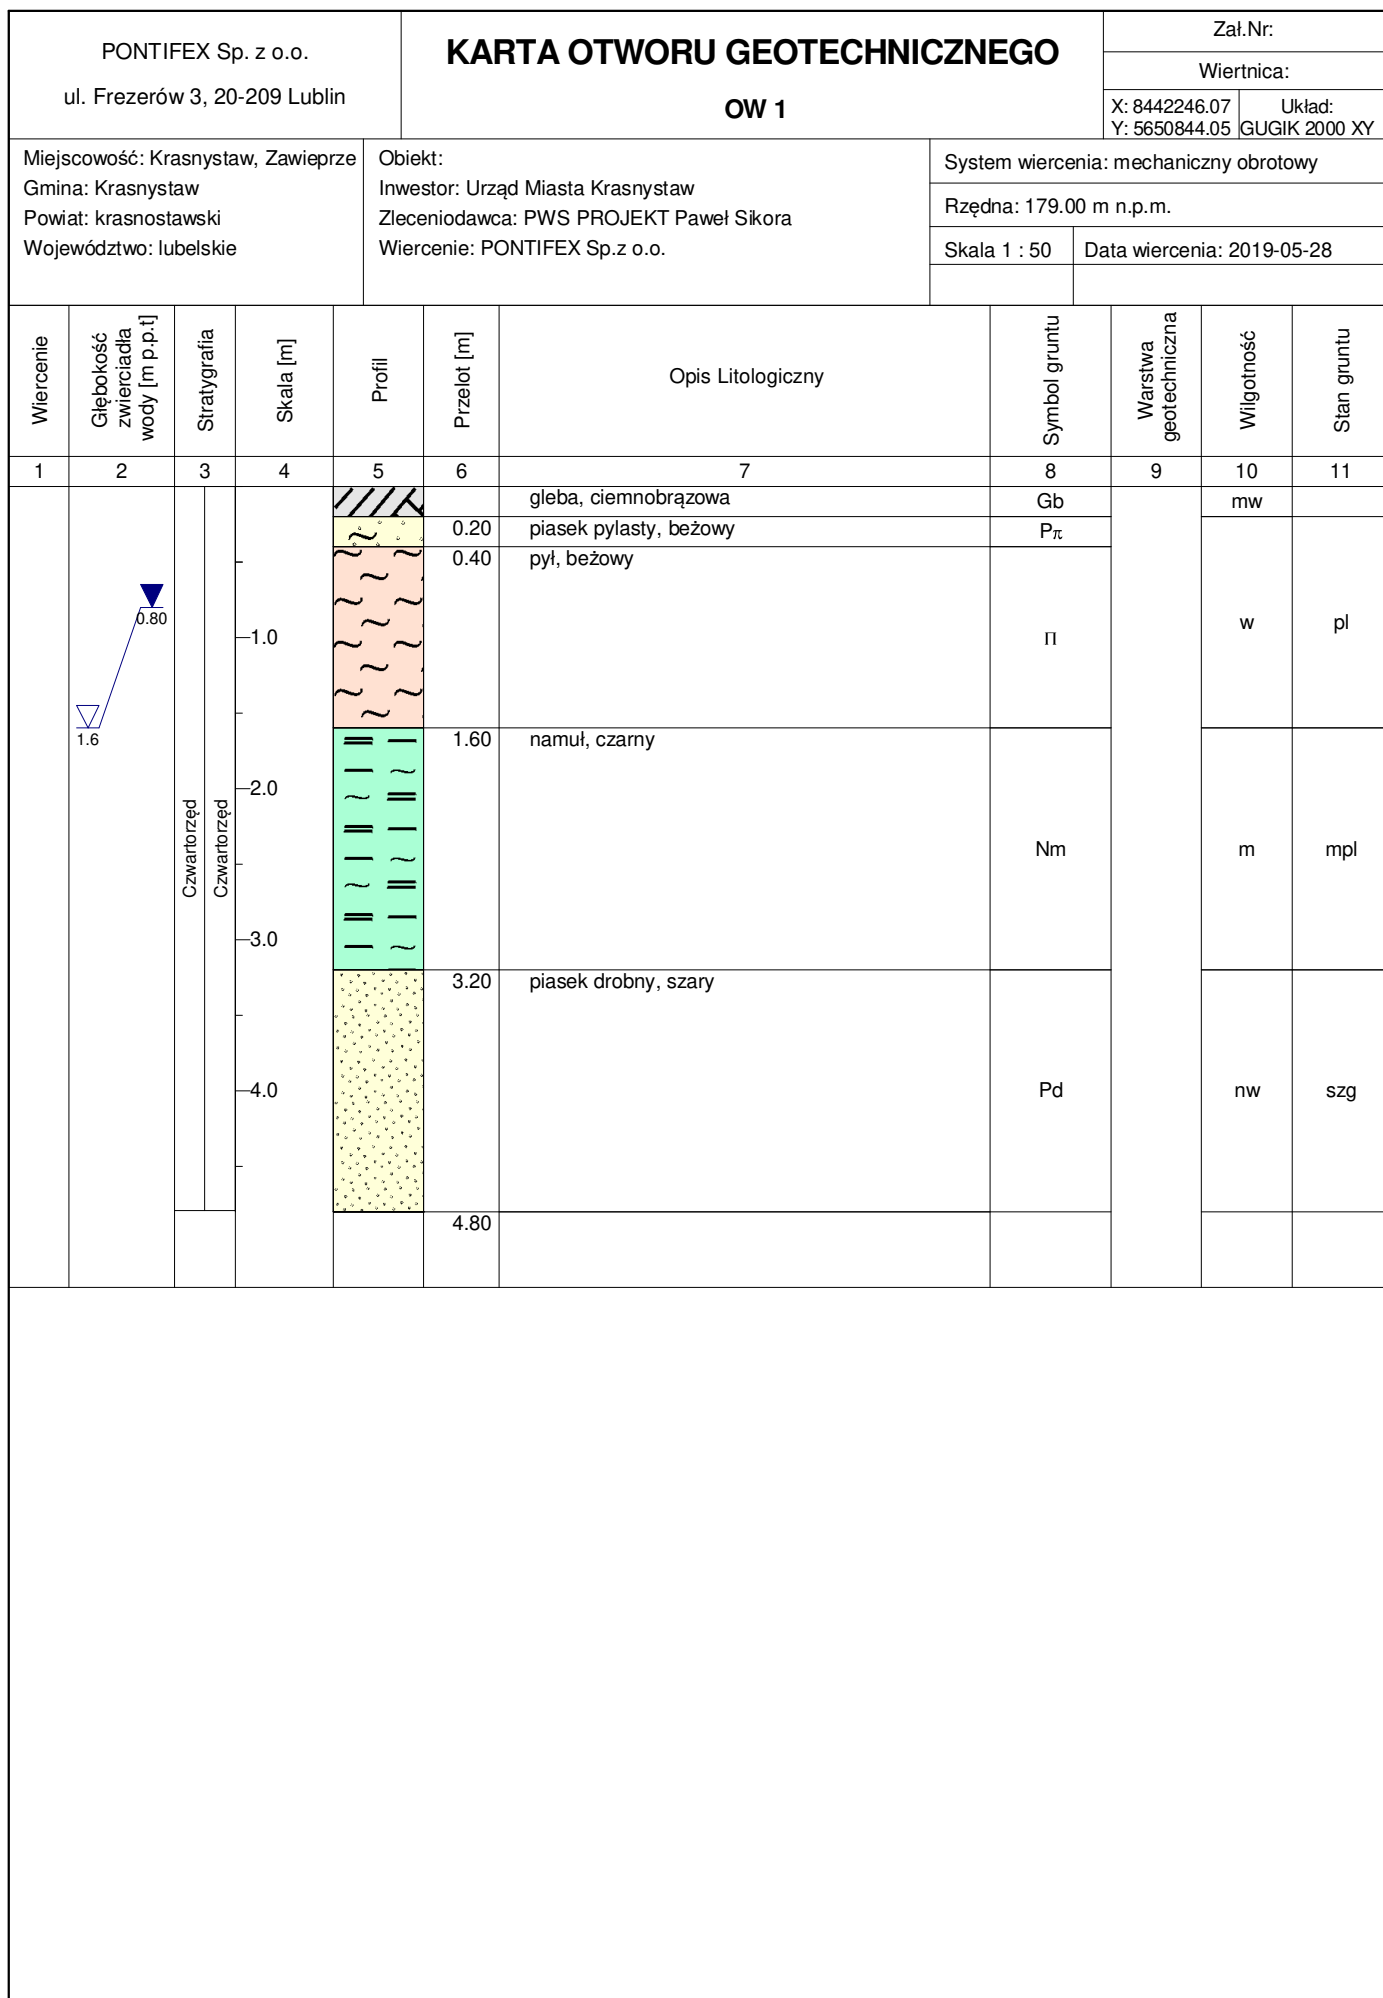 PONTIFEX Sp. z o.o.
ul. Frezerów 3, 20-209 Lublin
KARTA OTWORU GEOTECHNICZNEGO
OW 1
Zał.Nr:
Wiertnica:
X: 8442246.07
Y: 5650844.05
Układ:
GUGIK 2000 XY
Miejscowość: Krasnystaw, Zawieprze
Gmina: Krasnystaw
Powiat: krasnostawski
Województwo: lubelskie
Obiekt:
Inwestor: Urząd Miasta Krasnystaw
Zleceniodawca: PWS PROJEKT Paweł Sikora
Wiercenie: PONTIFEX Sp.z o.o.
System wiercenia: mechaniczny obrotowy
Rzędna: 179.00 m n.p.m.
Skala 1 : 50
Data wiercenia: 2019-05-28
Wiercenie
Głębokość
zwierciadła
wody [m p.p.t]
Stratygrafia
Skala [m]
Profil
Przelot [m]
Opis Litologiczny
Symbol gruntu
Warstwa
geotechniczna
Wilgotność
Stan gruntu
1 2 3 4 5 6 7 8 9 10 11
gleba, ciemnobrązowa Gb mw
0.20 piasek pylasty, beżowy Pπ
0.40 pył, beżowy
0.80
1.0
Π w pl
1.6
1.60 namuł, czarny
2.0
Czwartorzęd
Czwartorzęd
Nm m mpl
3.0
3.20 piasek drobny, szary
4.0
Pd nw szg
4.80